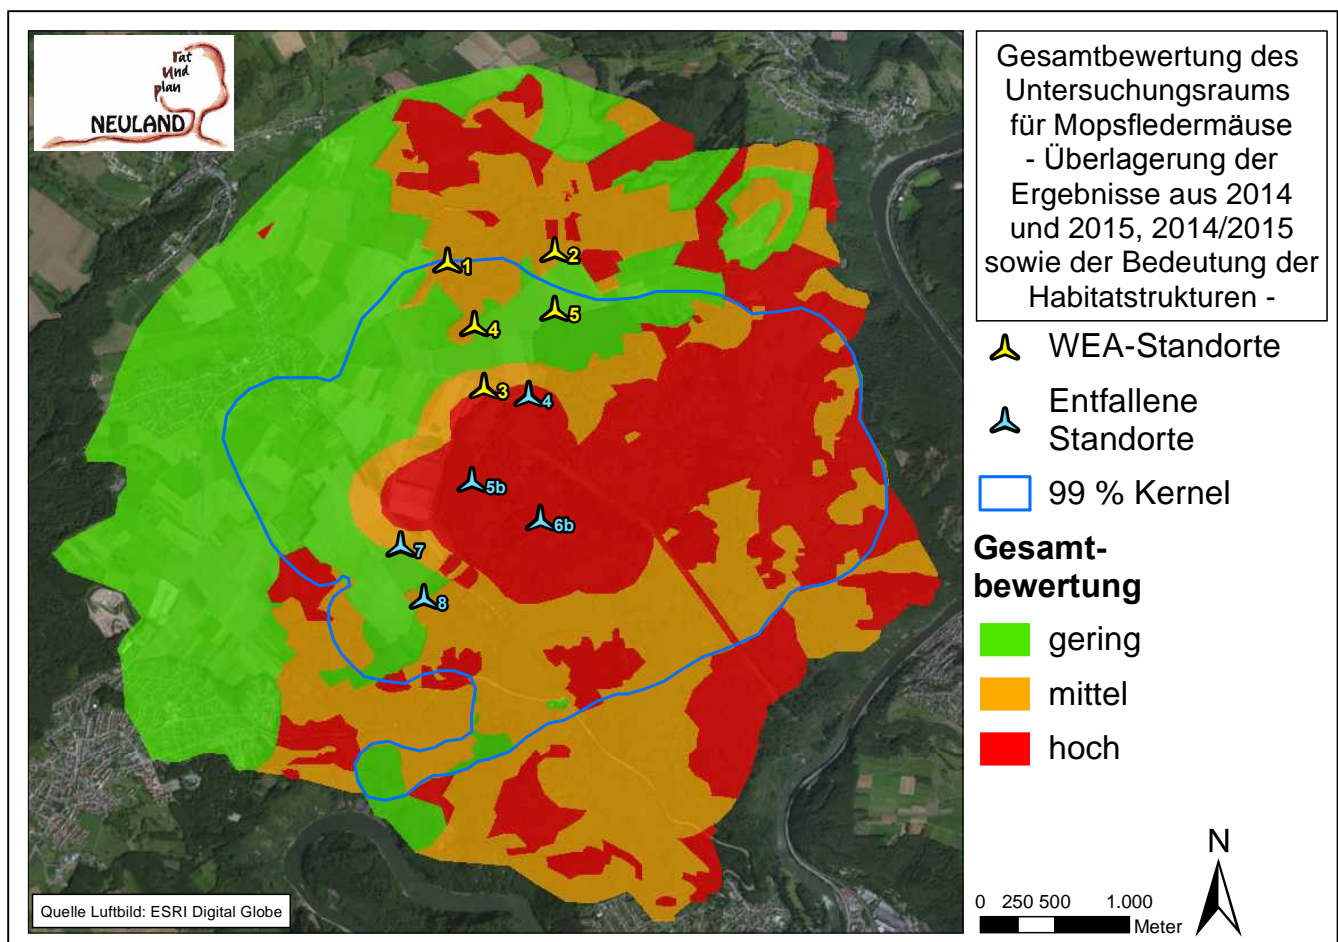 rat
und
plan
NEULAND
Gesamtbewertung des
Untersuchungsraums
für Mopsfledermäuse
- Überlagerung der
Ergebnisse aus 2014
und 2015, 2014/2015
sowie der Bedeutung der
Habitatstrukturen -
WEA-Standorte
Entfallene
Standorte
99 % Kernel
Gesamt-
bewertung
gering
mittel
hoch
N
0 250 500 1.000
Meter
1
2
5
4
3
4
5b
6b
7
8
Quelle Luftbild: ESRI Digital Globe